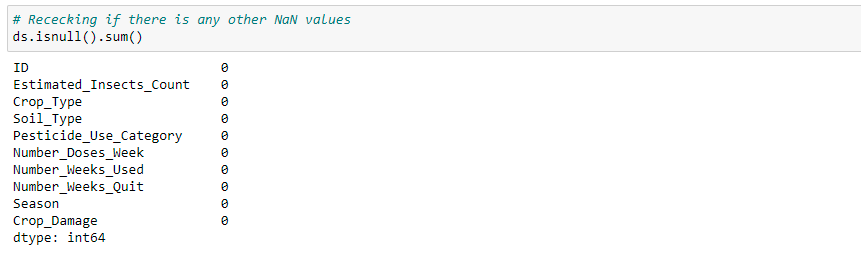 # Rececking if there is any other NaN values
ds.isnull().sum()
ID 0
Estimated_Insects_Count 0
Crop_Type 0
Soil_Type 0
Pesticide_Use_Category 0
Number_Doses_Week 0
Number_Weeks_Used 0
Number_Weeks_Quit 0
Season 0
Crop_Damage 0
dtype: int64